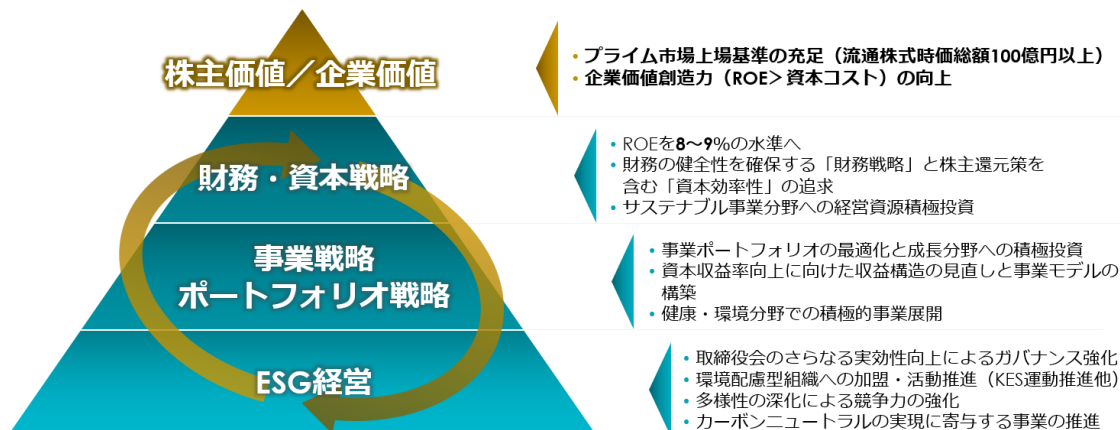 株主価値／企業価値
• プライム市場上場基準の充足（流通株式時価総額100億円以上）
• 企業価値創造力（ROE＞資本コスト）の向上
財務・資本戦略
• ROEを8～9%の水準へ
• 財務の健全性を確保する「財務戦略」と株主還元策を
含む「資本効率性」の追求
• サステナブル事業分野への経営資源積極投資
事業戦略
ポートフォリオ戦略
• 事業ポートフォリオの最適化と成長分野への積極投資
• 資本収益率向上に向けた収益構造の見直しと事業モデルの
構築
• 健康・環境分野での積極的事業展開
ESG経営
• 取締役会のさらなる実効性向上によるガバナンス強化
• 環境配慮型組織への加盟・活動推進（KES運動推進他）
• 多様性の深化による競争力の強化
• カーボンニュートラルの実現に寄与する事業の推進